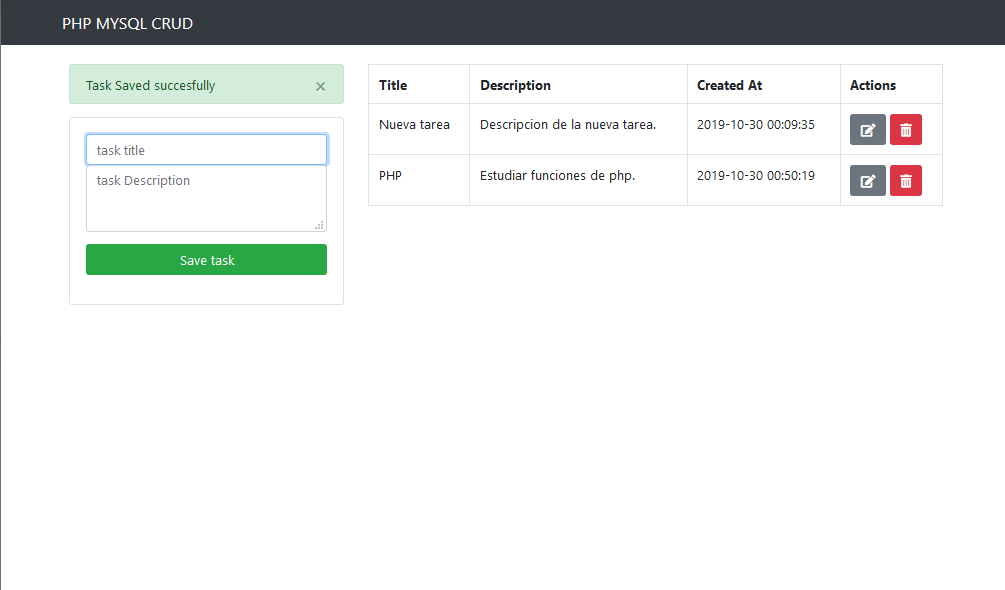 PHP MYSQL CRUD
Task Saved succesfully ×
task title
task Description
Save task
Title Description Created At Actions
Nueva tarea Descripcion de la nueva tarea. 2019-10-30 00:09:35
PHP Estudiar funciones de php. 2019-10-30 00:50:19